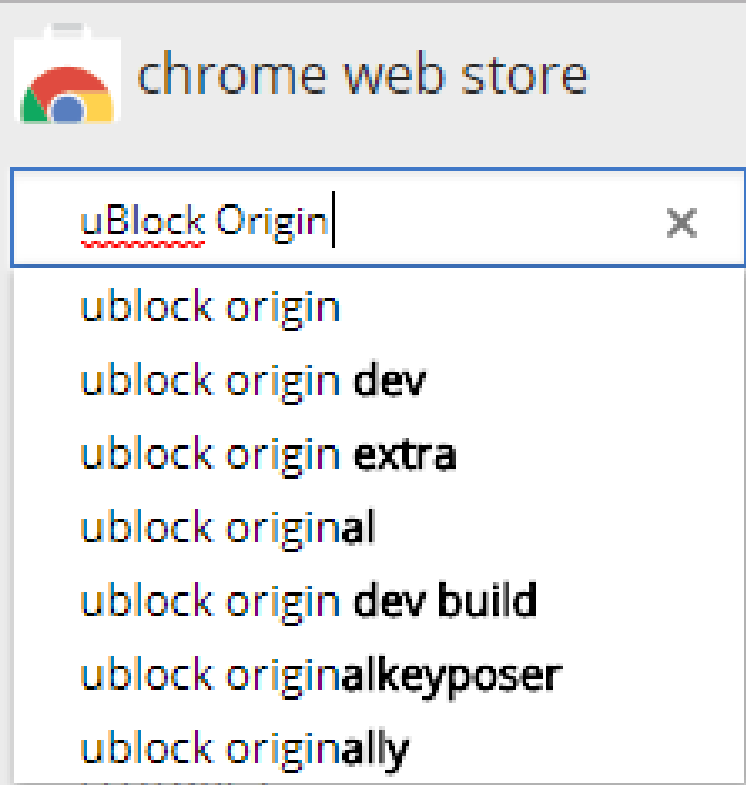 chrome web store
uBlock Origin
ublock origin
ublock origin dev
ublock origin extra
ublock original
ublock origin dev build
ublock originalkeyposer
ublock originally